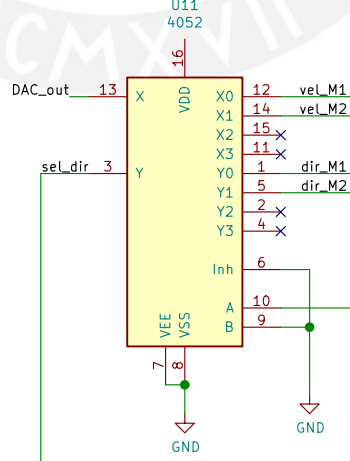 CMXVII
U11
4052
16
VDD
DAC_out 13 X
X0 12 vel_M1
X1 14 vel_M2
X2 15
X3 11
sel_dir 3 Y
Y0 1 dir_M1
Y1 5 dir_M2
Y2 2
Y3 4
Inh 6
A 10
B 9
VEE VSS
7 8
GND
GND